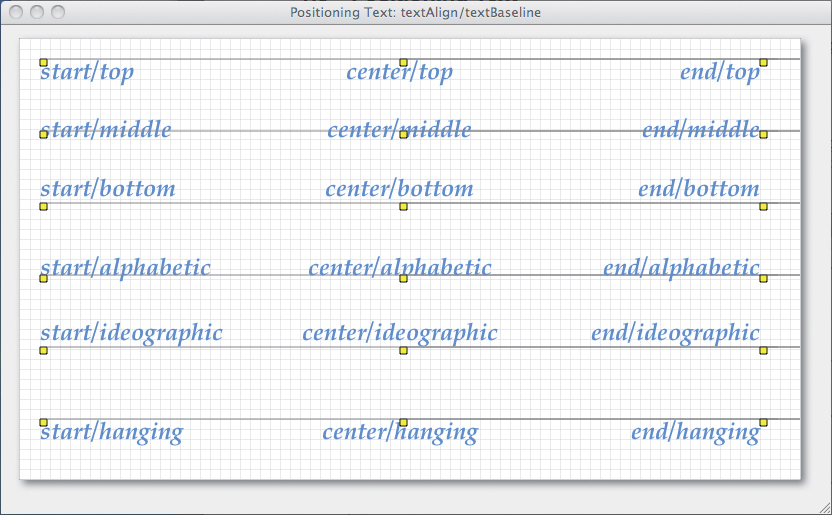 Positioning Text: textAlign/textBaseline
start/top center/top end/top
start/middle center/middle end/middle
start/bottom center/bottom end/bottom
start/alphabetic center/alphabetic end/alphabetic
start/ideographic center/ideographic end/ideographic
start/hanging center/hanging end/hanging